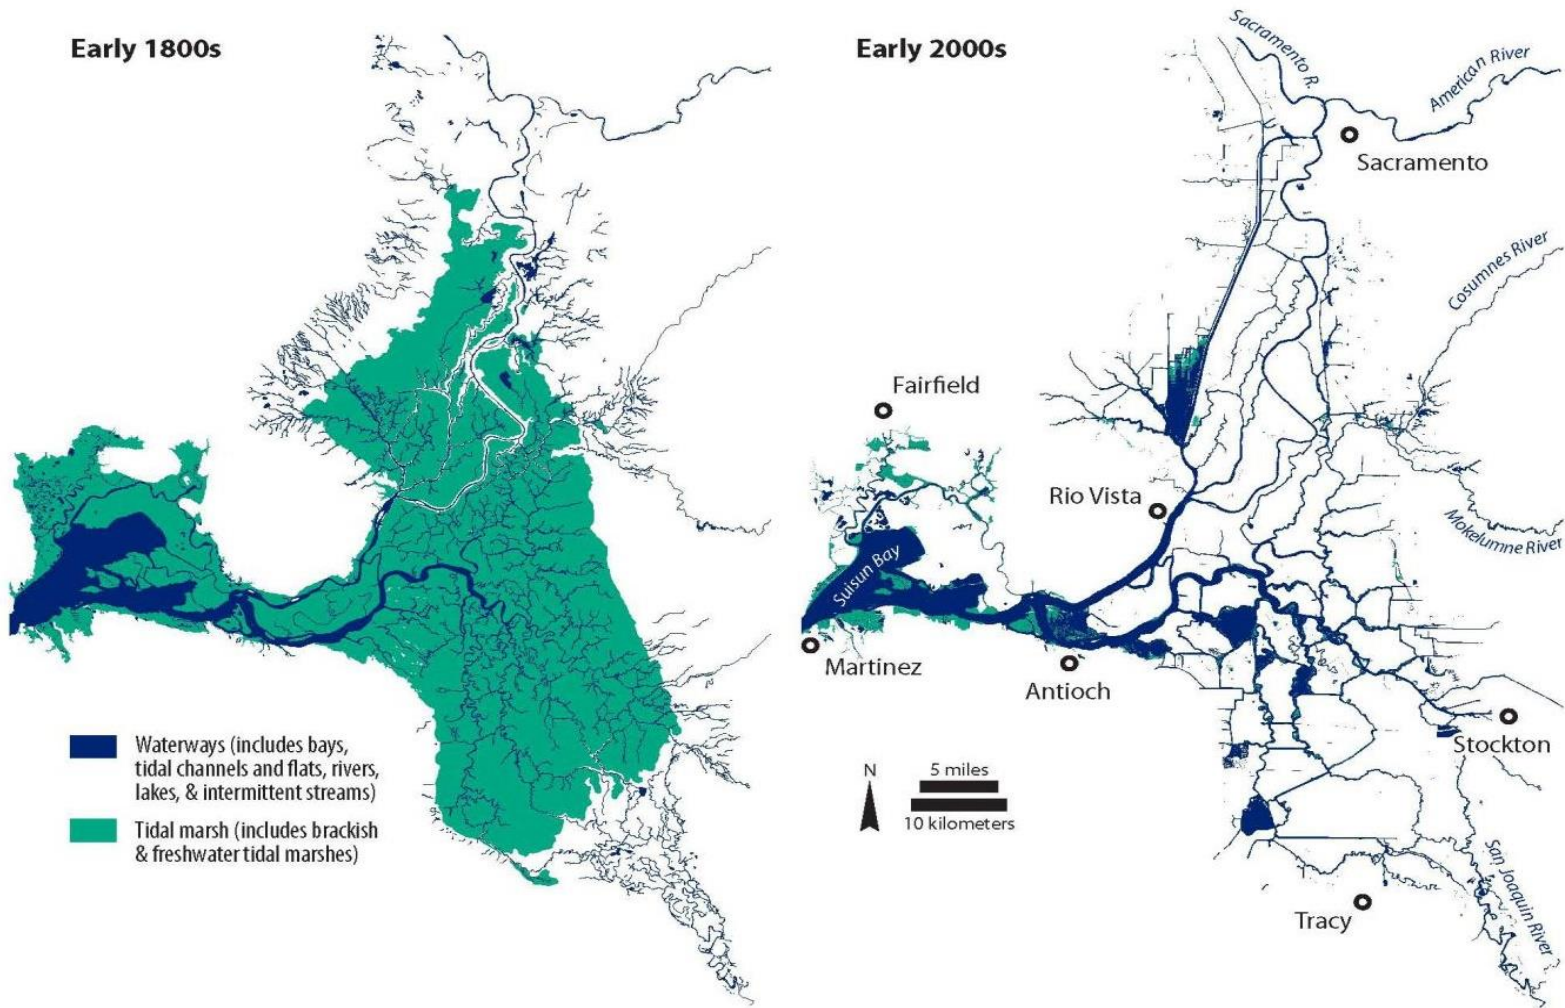 Early 1800s
Waterways (includes bays,
tidal channels and flats, rivers,
lakes, & intermittent streams)
Tidal marsh (includes brackish
& freshwater tidal marshes)
Early 2000s
Sacramento R.
American River
Sacramento
Cosumnes River
Fairfield
Rio Vista
Mokelumne River
Suisun Bay
Martinez
Antioch
Stockton
N
5 miles
10 kilometers
San Joaquin River
Tracy